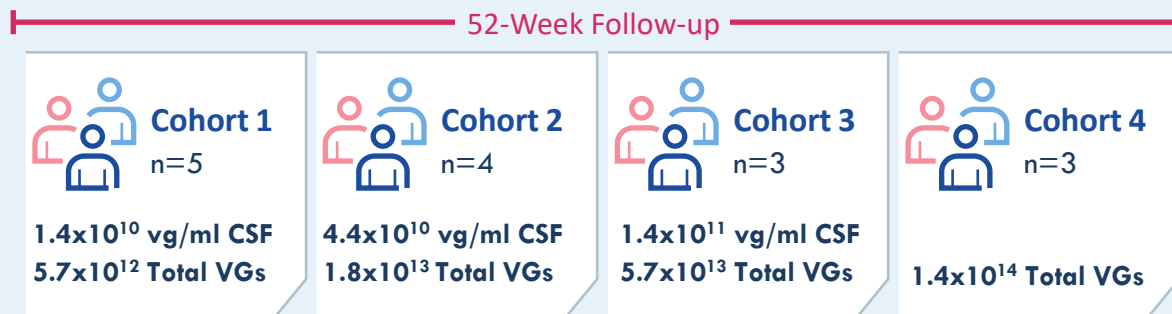 52-Week Follow-up
Cohort 1
n=5
1.4x10¹⁰ vg/ml CSF
5.7x10¹² Total VGs
Cohort 2
n=4
4.4x10¹⁰ vg/ml CSF
1.8x10¹³ Total VGs
Cohort 3
n=3
1.4x10¹¹ vg/ml CSF
5.7x10¹³ Total VGs
Cohort 4
n=3
1.4x10¹⁴ Total VGs